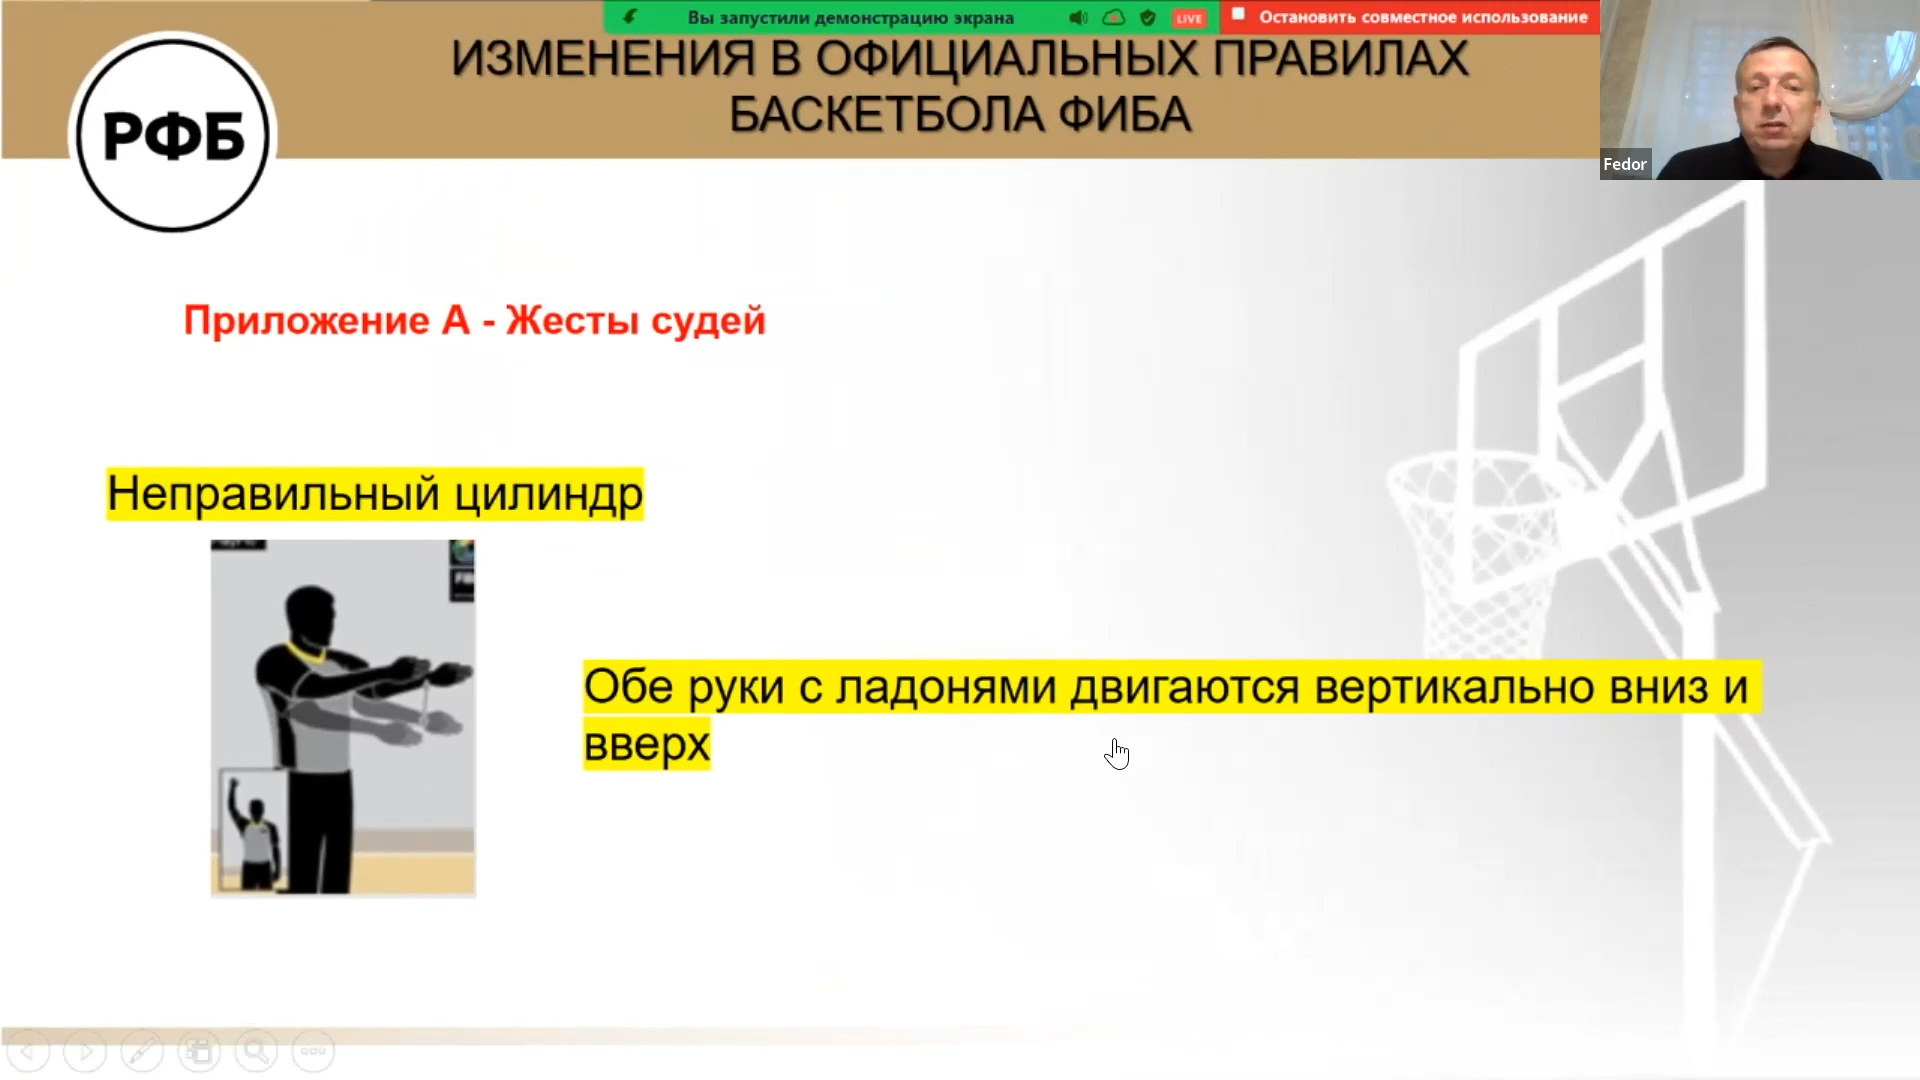 Вы запустили демонстрацию экрана
LIVE
Остановить совместное использование
ИЗМЕНЕНИЯ В ОФИЦИАЛЬНЫХ ПРАВИЛАХ
БАСКЕТБОЛА ФИБА
РФБ
Fedor
Приложение А - Жесты судей
Неправильный цилиндр
Обе руки с ладонями двигаются вертикально вниз и
вверх